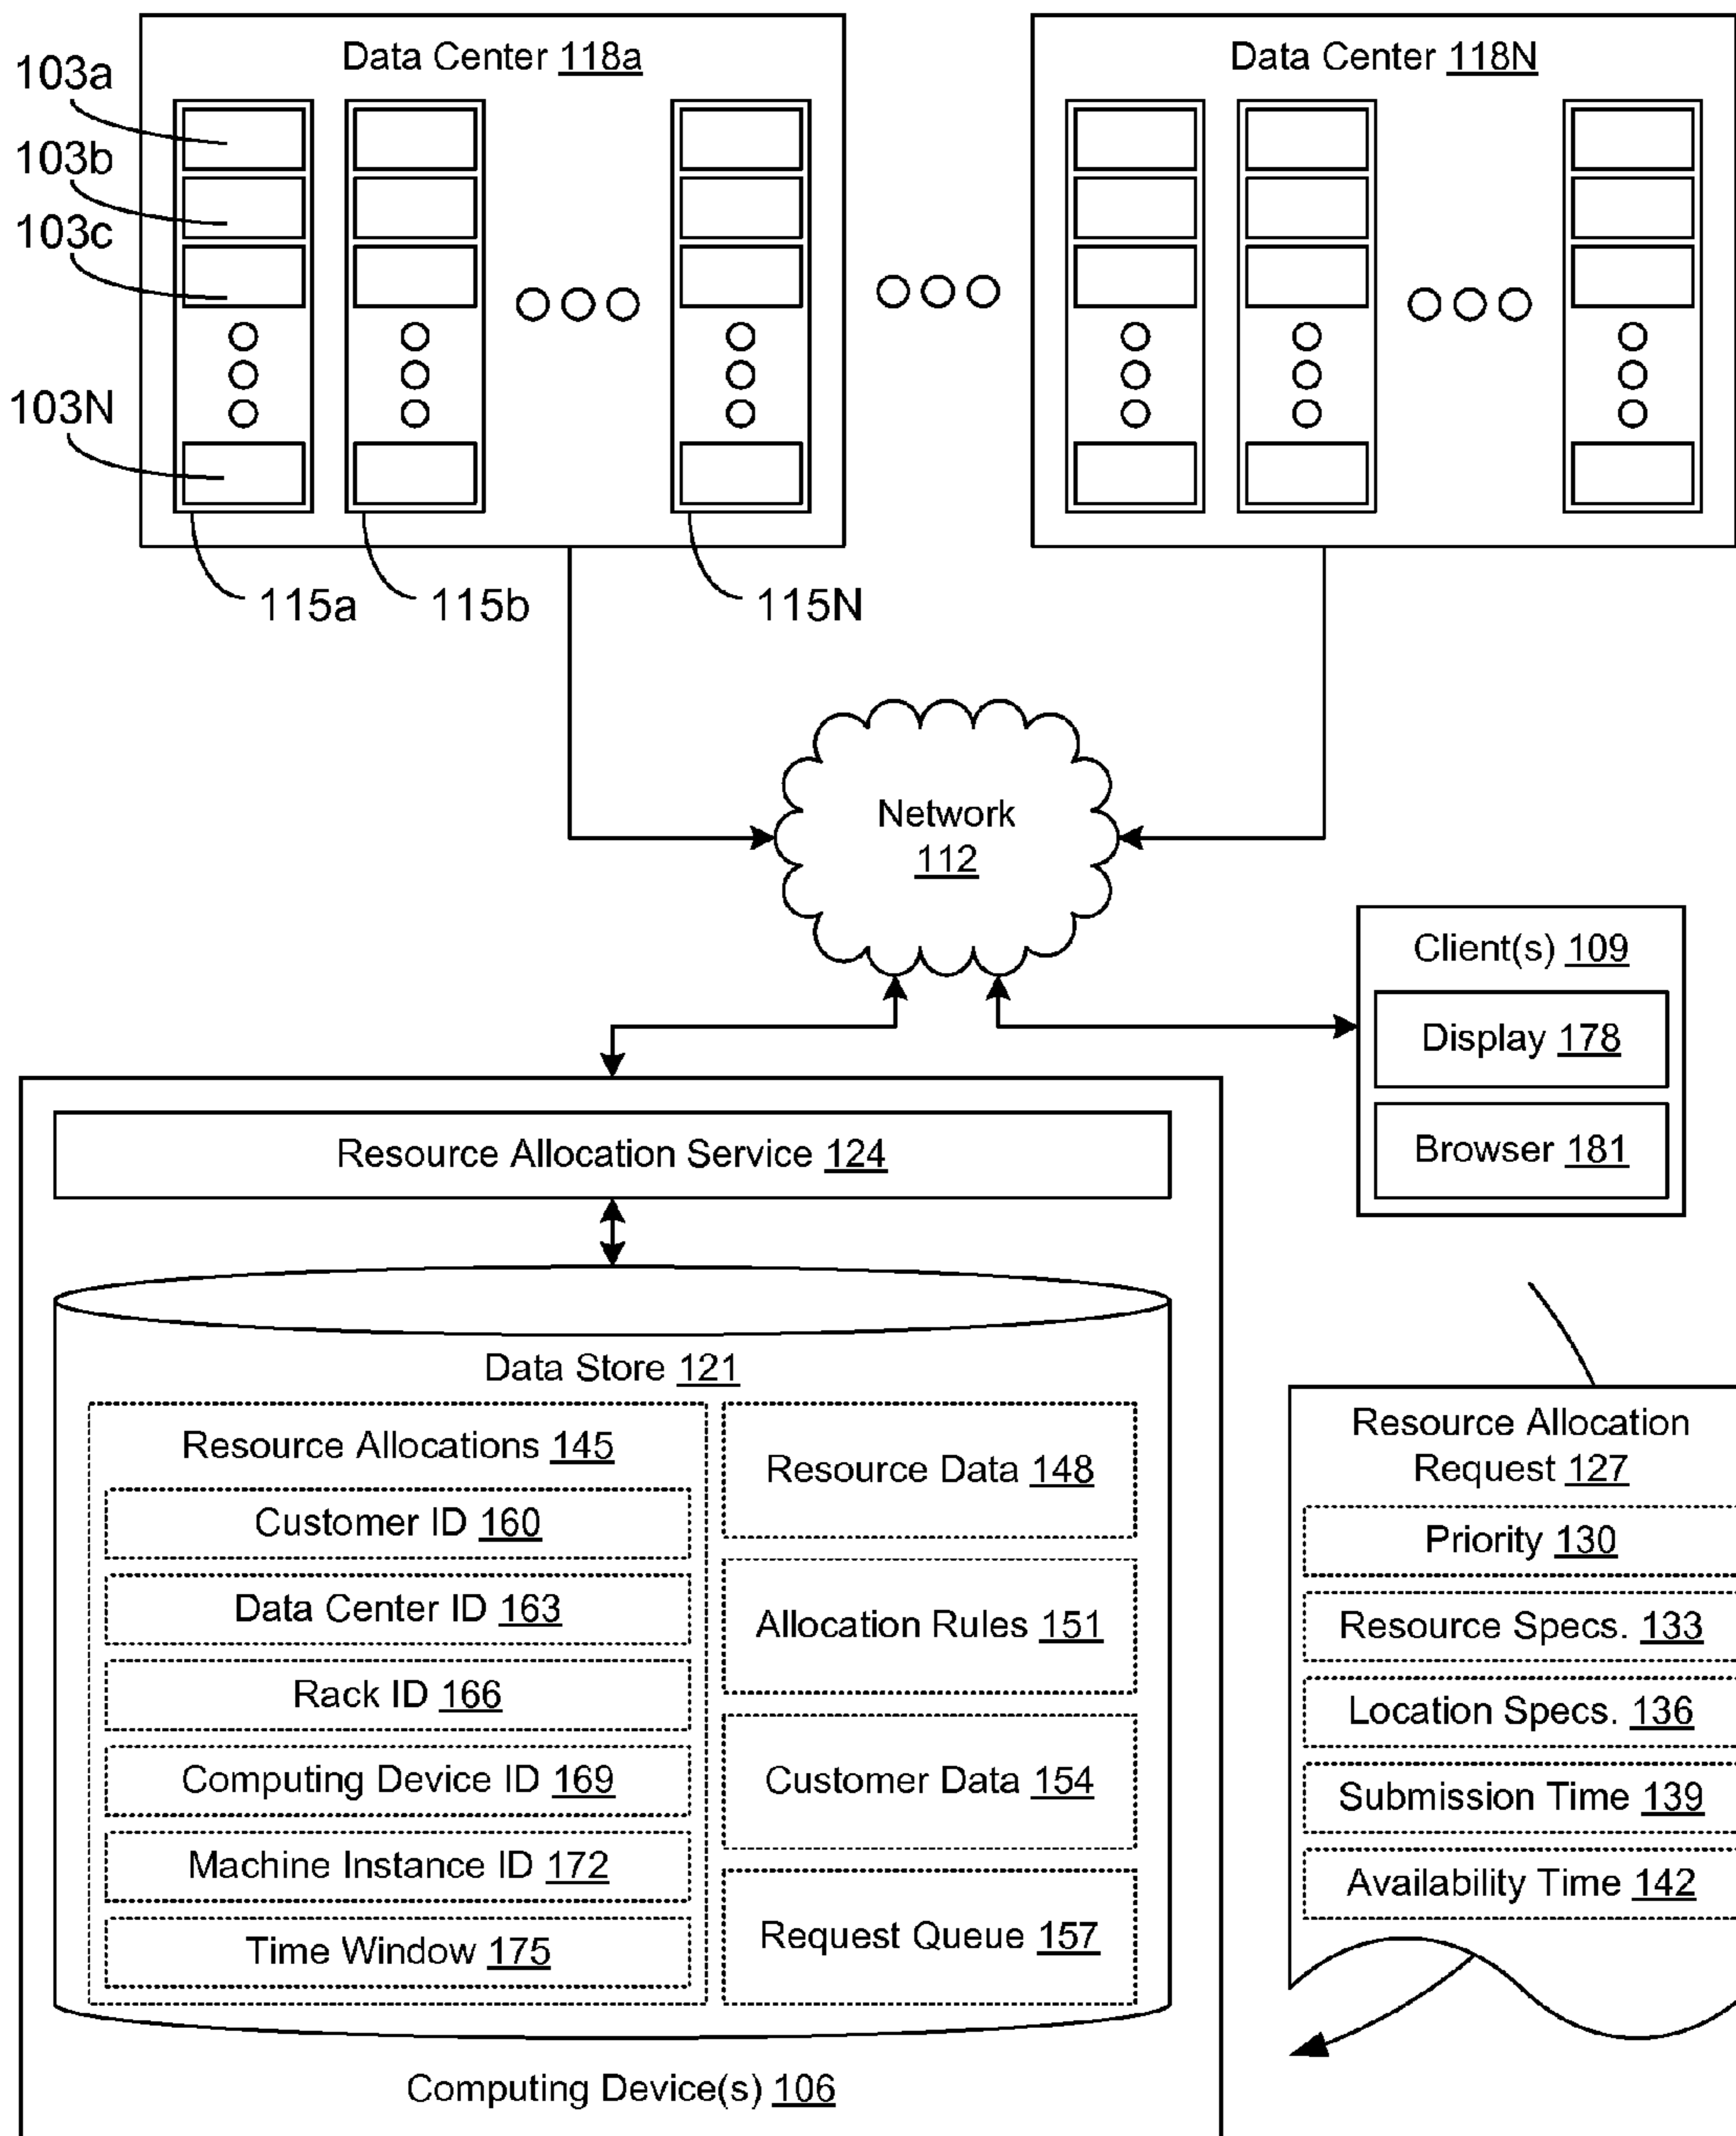 Data Center 118a
Data Center 118N
103a
103b
103c
103N
115a
115b
115N
Network
112
Client(s) 109
Display 178
Browser 181
Resource Allocation Service 124
Data Store 121
Resource Allocations 145
Customer ID 160
Data Center ID 163
Rack ID 166
Computing Device ID 169
Machine Instance ID 172
Time Window 175
Resource Data 148
Allocation Rules 151
Customer Data 154
Request Queue 157
Computing Device(s) 106
Resource Allocation
Request 127
Priority 130
Resource Specs. 133
Location Specs. 136
Submission Time 139
Availability Time 142